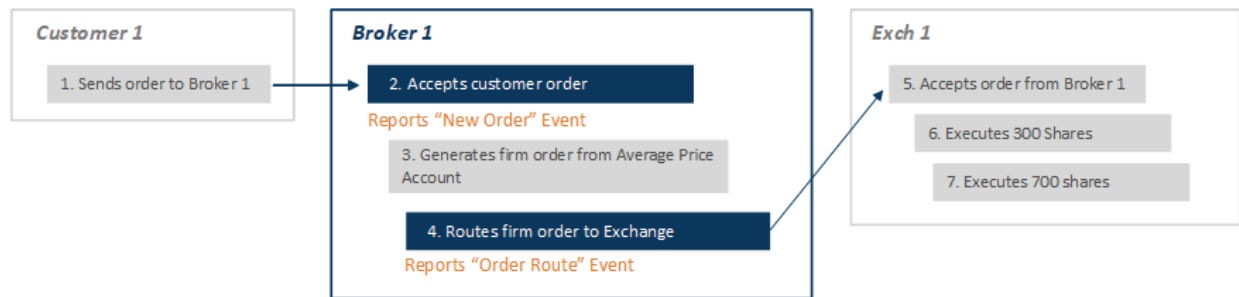 Customer 1
1. Sends order to Broker 1
Broker 1
2. Accepts customer order
Reports “New Order” Event
3. Generates firm order from Average Price
Account
4. Routes firm order to Exchange
Reports “Order Route” Event
Exch 1
5. Accepts order from Broker 1
6. Executes 300 Shares
7. Executes 700 shares